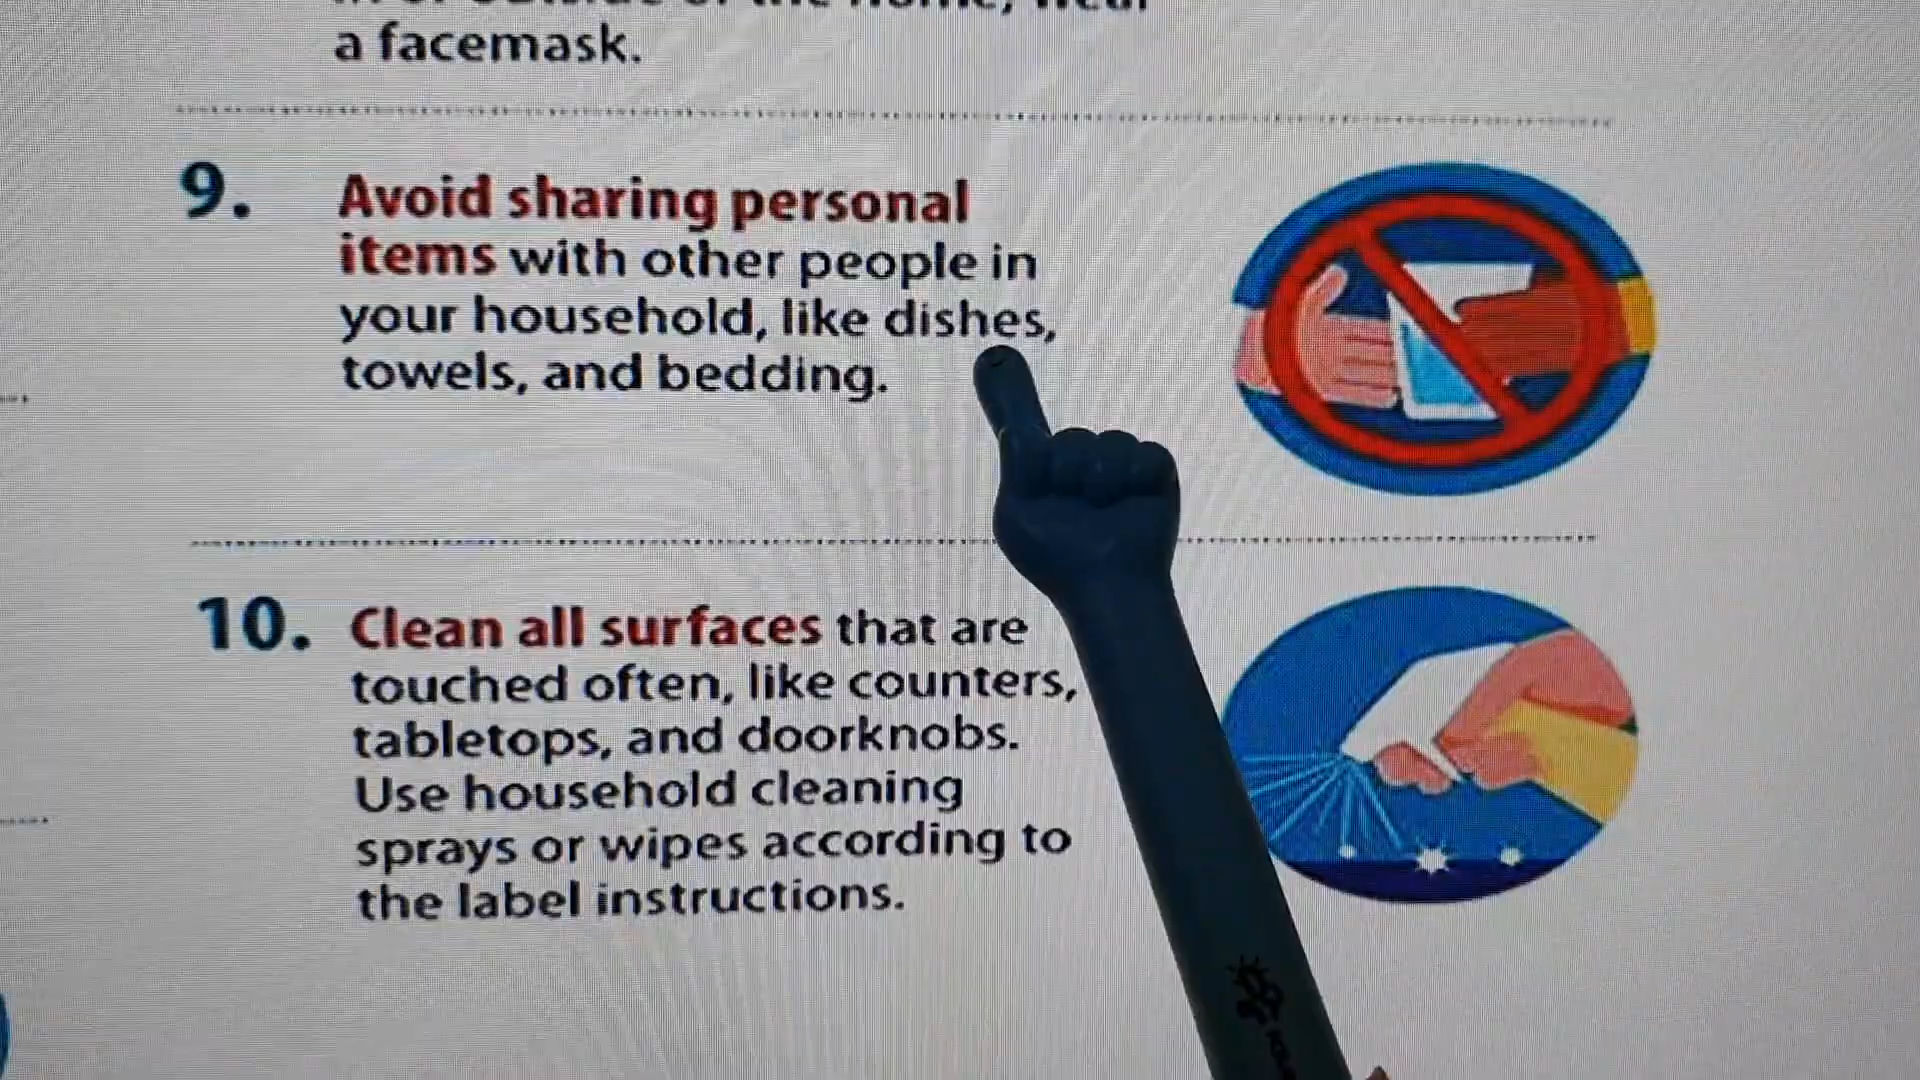 a facemask.
9. Avoid sharing personal
items with other people in
your household, like dishes,
towels, and bedding.
10. Clean all surfaces that are
touched often, like counters,
tabletops, and doorknobs.
Use household cleaning
sprays or wipes according to
the label instructions.